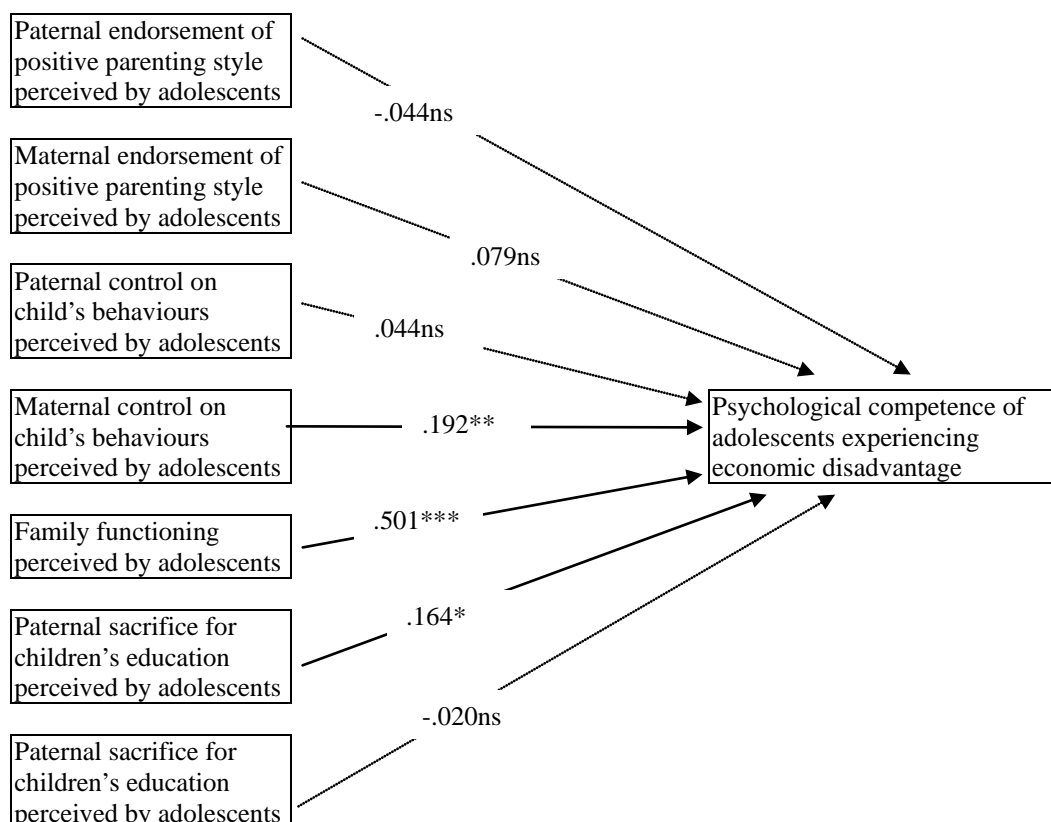 Paternal endorsement of
positive parenting style
perceived by adolescents
-.044ns
Maternal endorsement of
positive parenting style
perceived by adolescents
.079ns
Paternal control on
child’s behaviours
perceived by adolescents
.044ns
Maternal control on
child’s behaviours
perceived by adolescents
.192**
Psychological competence of
adolescents experiencing
economic disadvantage
Family functioning
perceived by adolescents
.501***
Paternal sacrifice for
children’s education
perceived by adolescents
.164*
Paternal sacrifice for
children’s education
perceived by adolescents
-.020ns